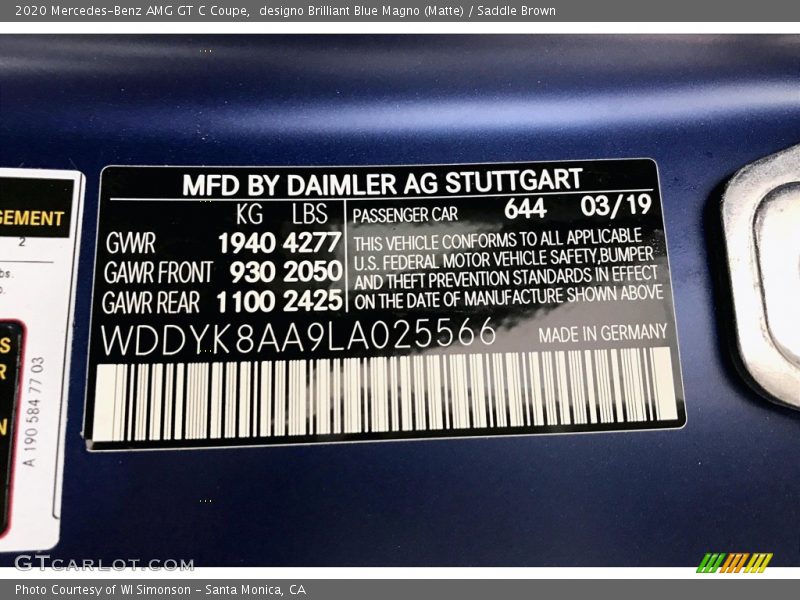 2020 Mercedes-Benz AMG GT C Coupe,  designo Brilliant Blue Magno (Matte) / Saddle Brown
MFD BY DAIMLER AG STUTTGART
KG LBS
GVWR 1940 4277
GAWR FRONT 930 2050
GAWR REAR 1100 2425
PASSENGER CAR 644 03/19
THIS VEHICLE CONFORMS TO ALL APPLICABLE
U.S. FEDERAL MOTOR VEHICLE SAFETY,BUMPER
AND THEFT PREVENTION STANDARDS IN EFFECT
ON THE DATE OF MANUFACTURE SHOWN ABOVE
WDDYK8AA9LA025566 MADE IN GERMANY
GEMENT
2
bs.
A 190 584 77 03
GTCARLOT.COM
Photo Courtesy of WI Simonson - Santa Monica, CA